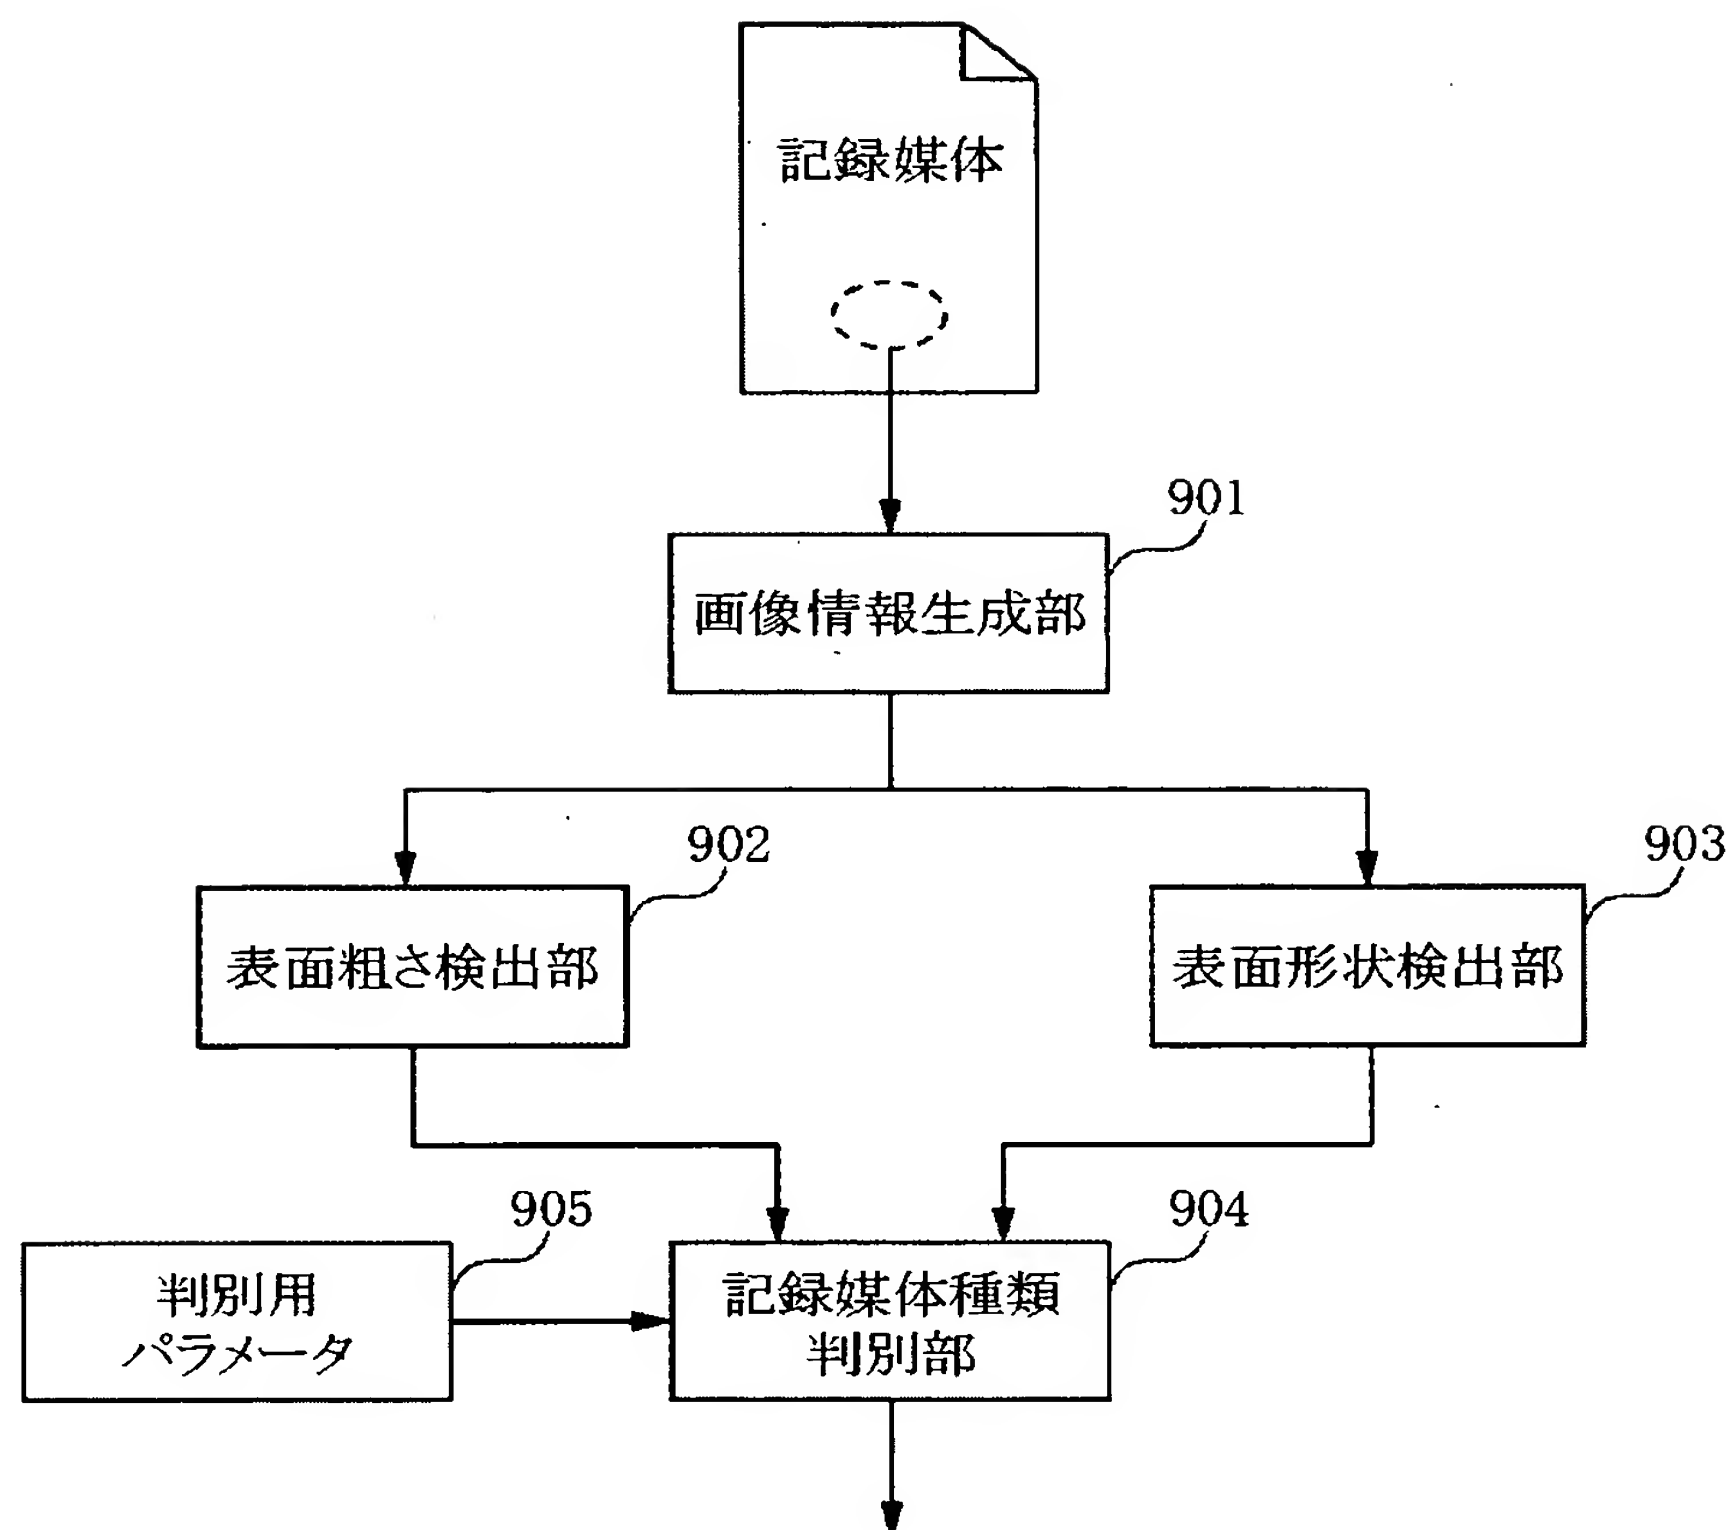 記録媒体
901
画像情報生成部
902
903
表面粗さ検出部
表面形状検出部
905
904
判別用
パラメータ
記録媒体種類
判別部